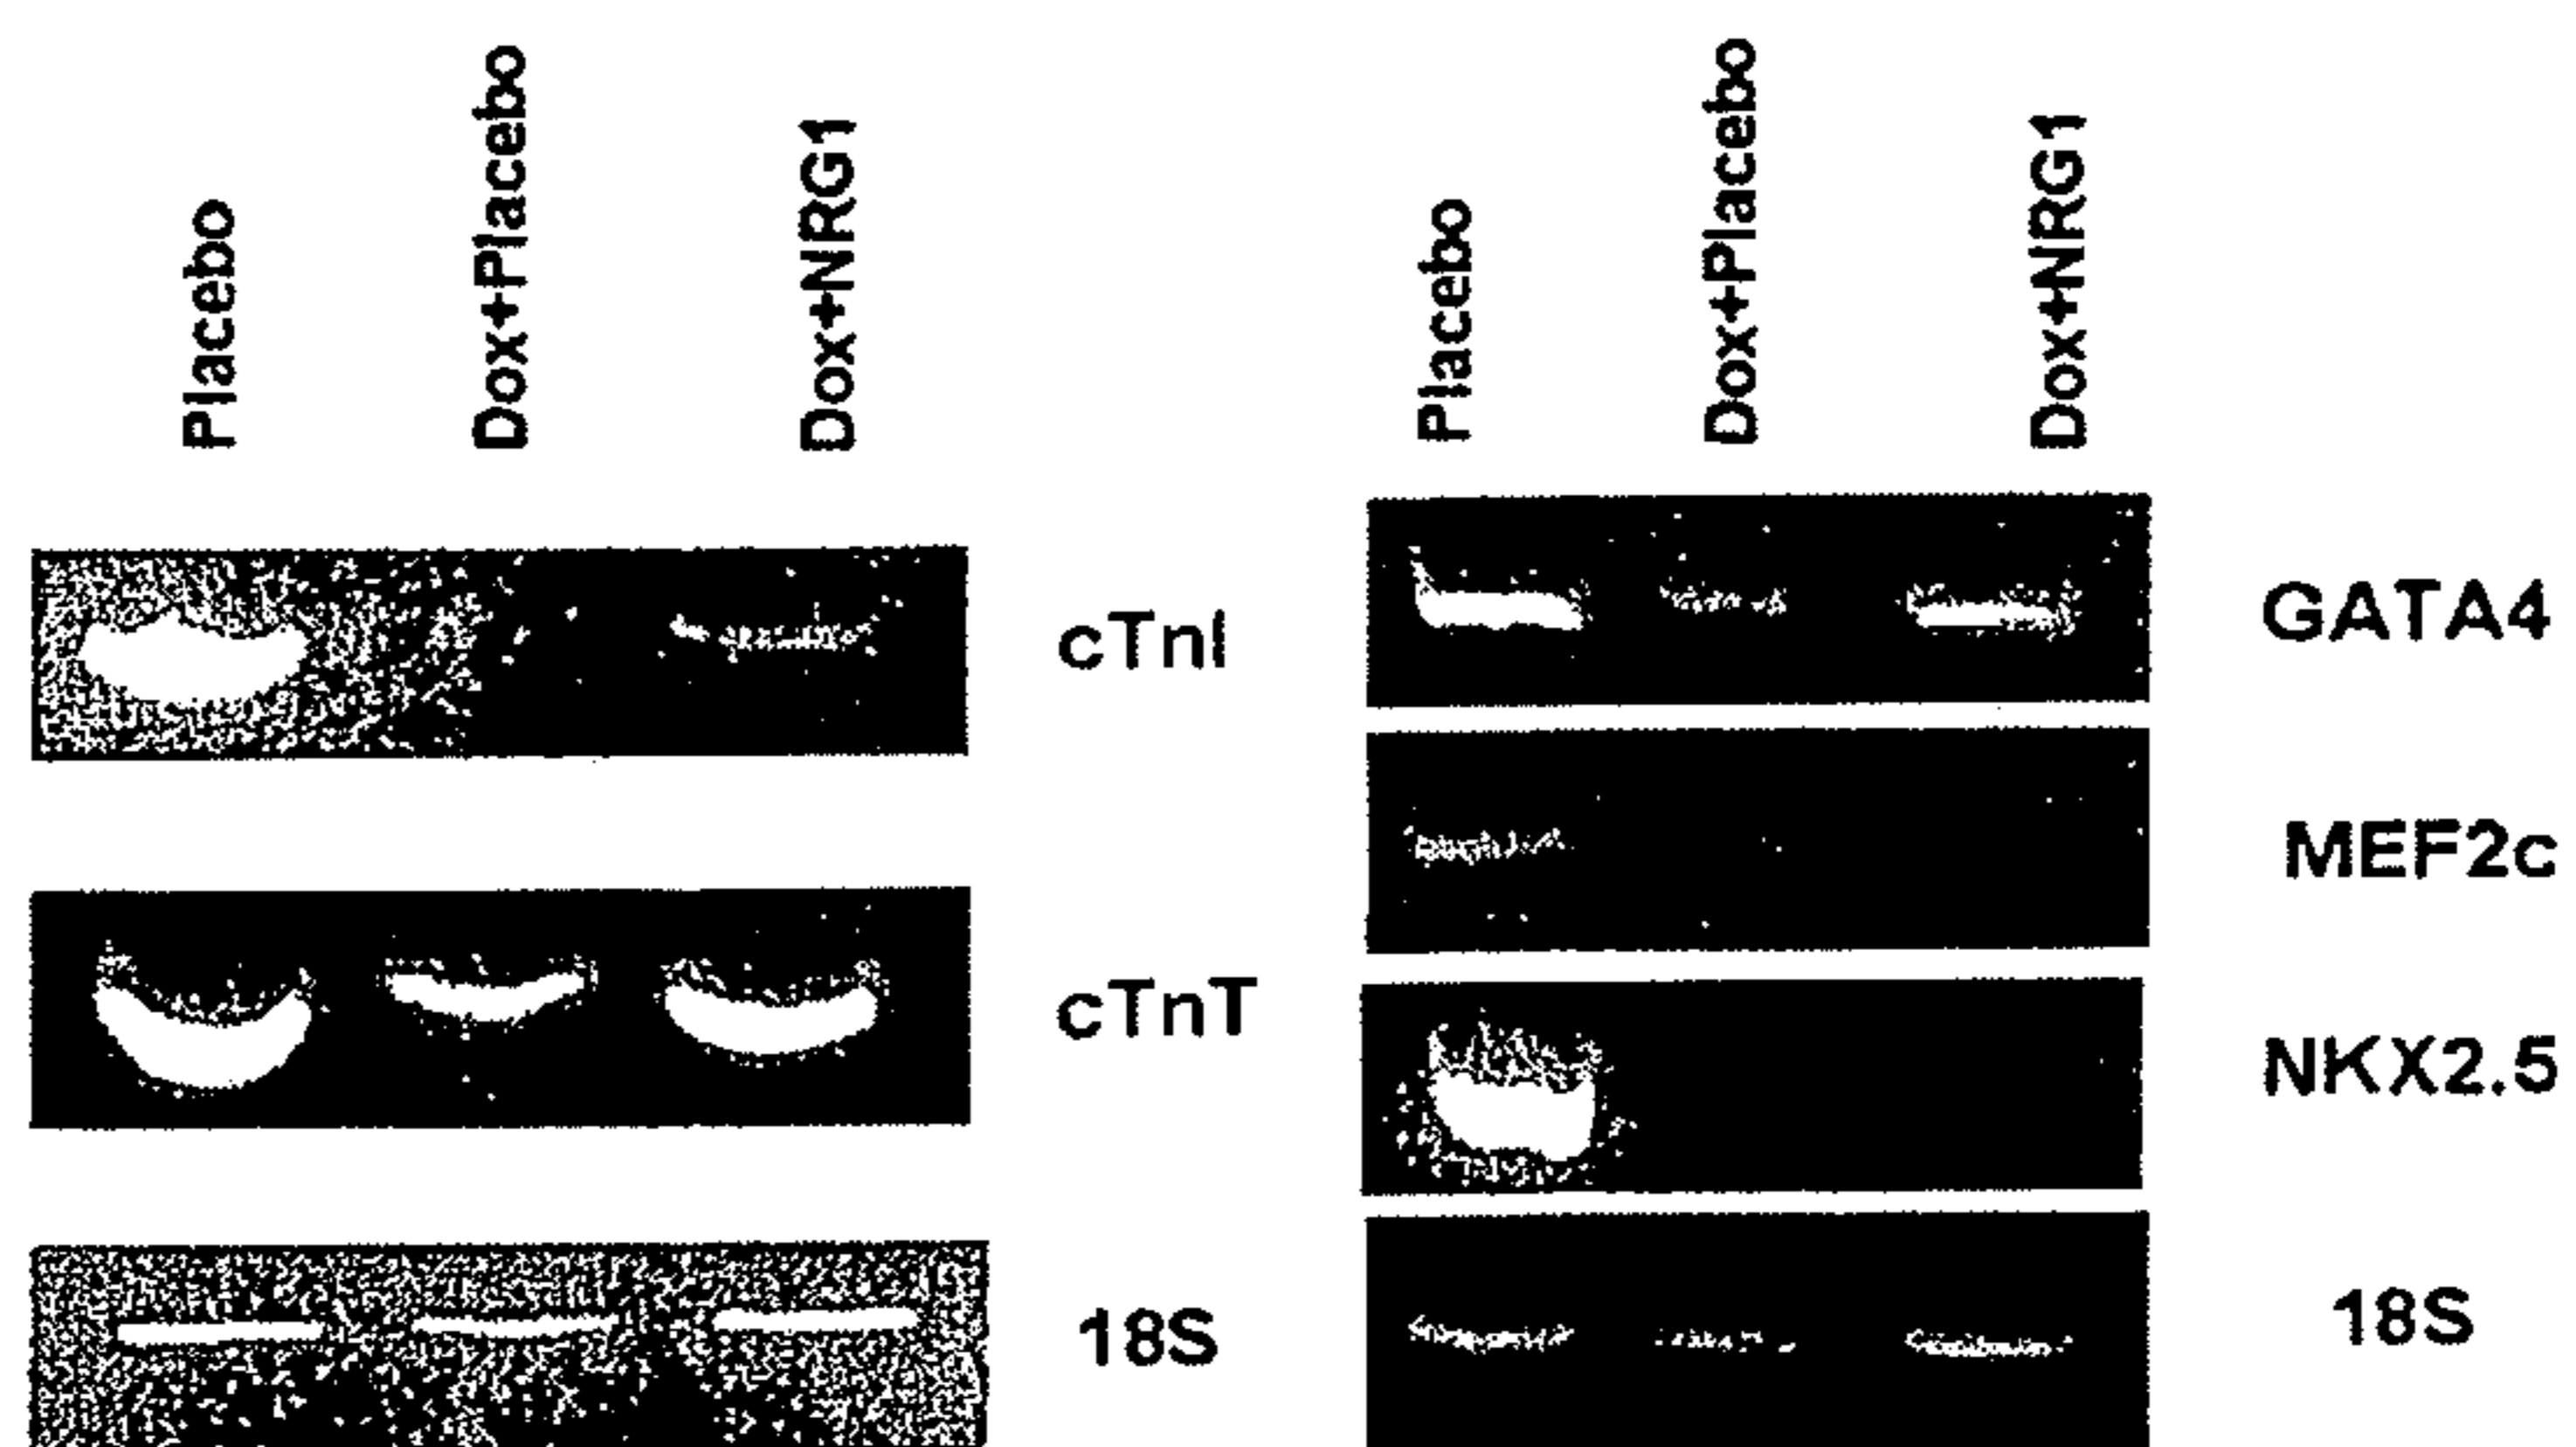 Placebo
Dox+Placebo
Dox+NRG1
cTnI
cTnT
18S
Placebo
Dox+Placebo
Dox+NRG1
GATA4
MEF2c
NKX2.5
18S